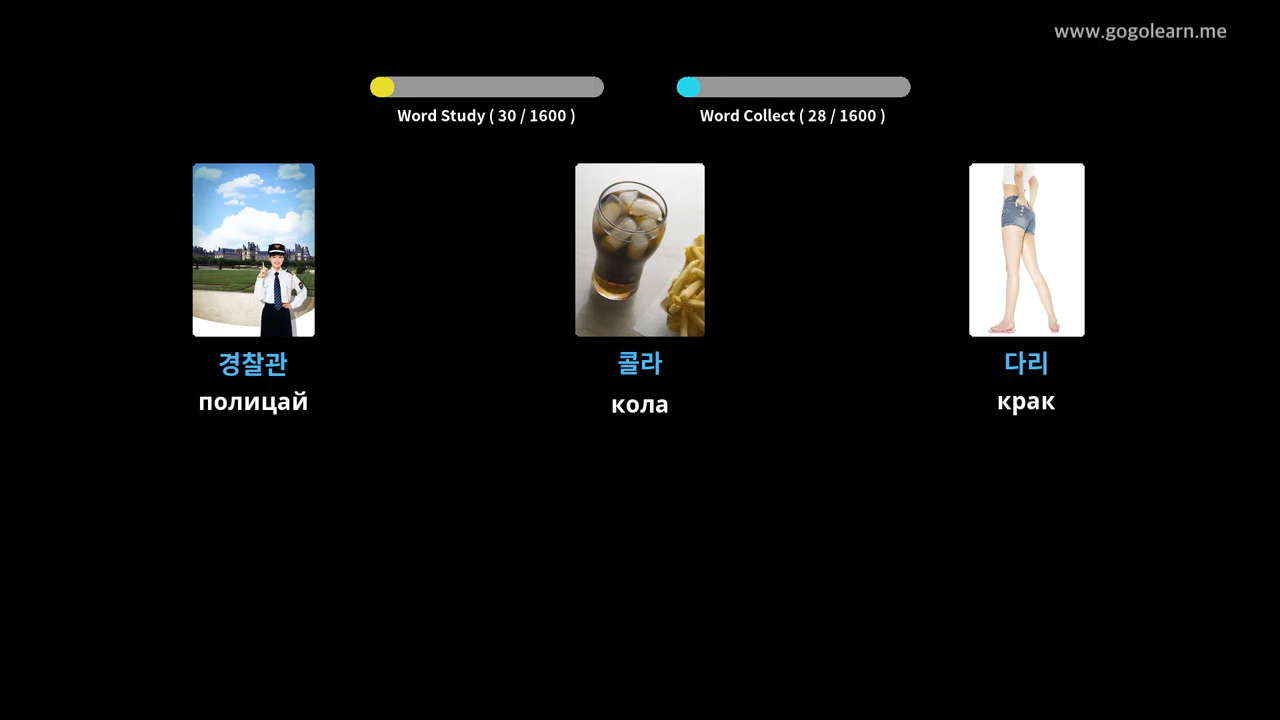 www.gogolearn.me
Word Study ( 30 / 1600 )
Word Collect ( 28 / 1600 )
경찰관
полицай
콜라
кола
다리
крак